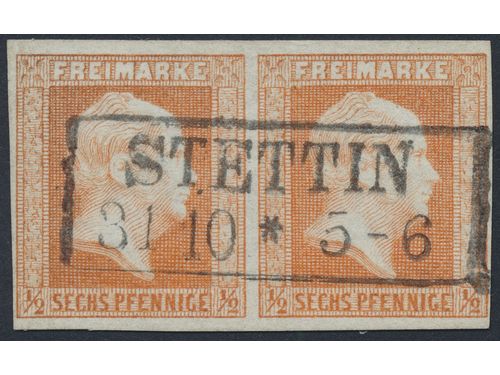 FREIMARKE FREIMARKE
STETTIN
31 10 * 5-6
½ SECHS PFENNIGE ½ ½ SECHS PFENNIGE ½